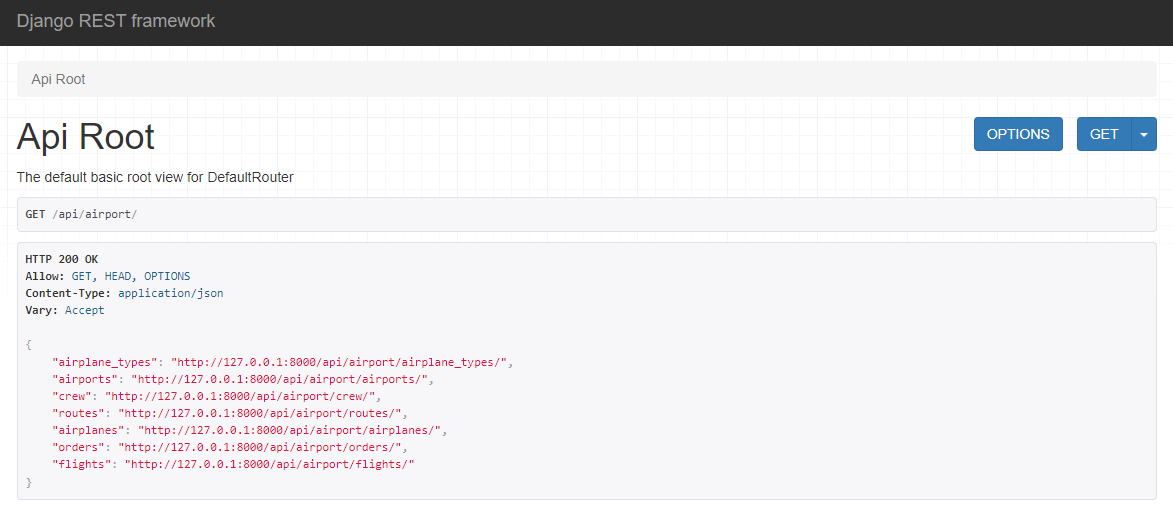 Django REST framework
Api Root
Api Root
OPTIONS
GET
The default basic root view for DefaultRouter
GET /api/airport/
HTTP 200 OK
Allow: GET, HEAD, OPTIONS
Content-Type: application/json
Vary: Accept
{
    "airplane_types": "http://127.0.0.1:8000/api/airport/airplane_types/",
    "airports": "http://127.0.0.1:8000/api/airport/airports/",
    "crew": "http://127.0.0.1:8000/api/airport/crew/",
    "routes": "http://127.0.0.1:8000/api/airport/routes/",
    "airplanes": "http://127.0.0.1:8000/api/airport/airplanes/",
    "orders": "http://127.0.0.1:8000/api/airport/orders/",
    "flights": "http://127.0.0.1:8000/api/airport/flights/"
}